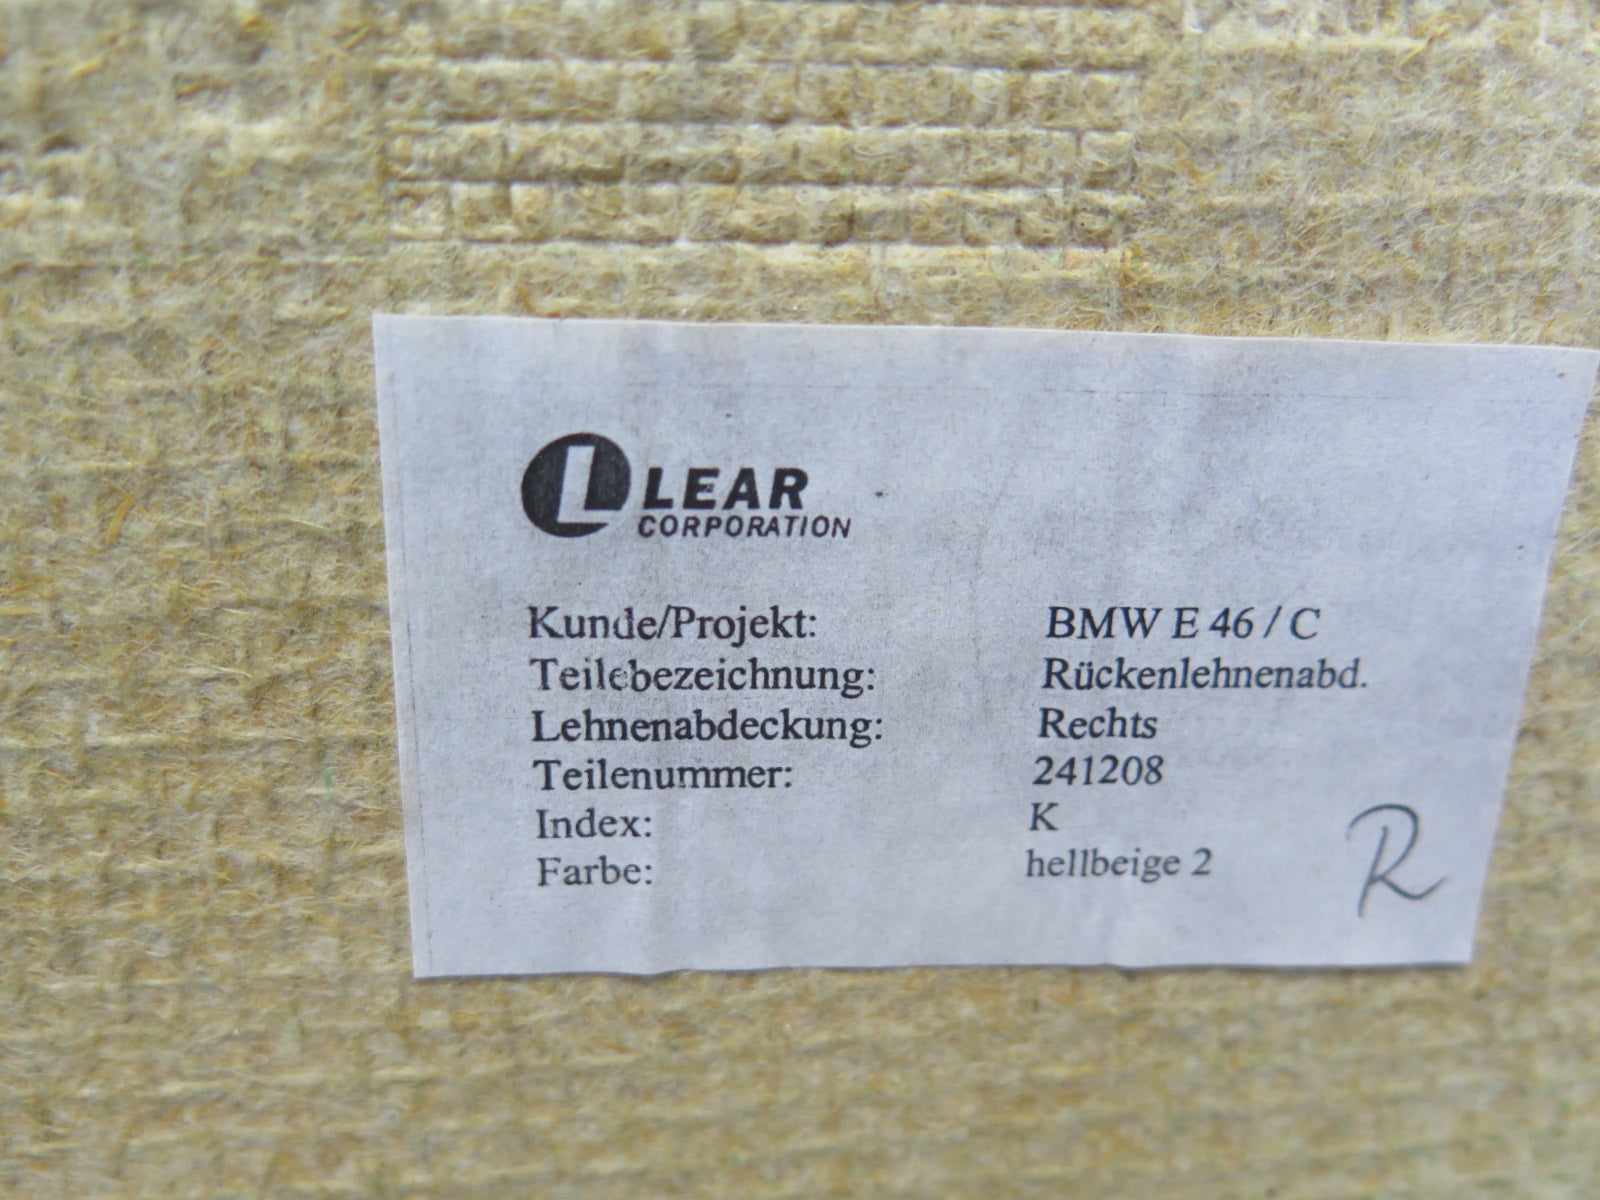 L LEAR
CORPORATION
Kunde/Projekt: BMW E 46 / C
Teilebezeichnung: Rückenlehnenabd.
Lehnenabdeckung: Rechts
Teilenummer: 241208
Index: K
Farbe: hellbeige 2
R